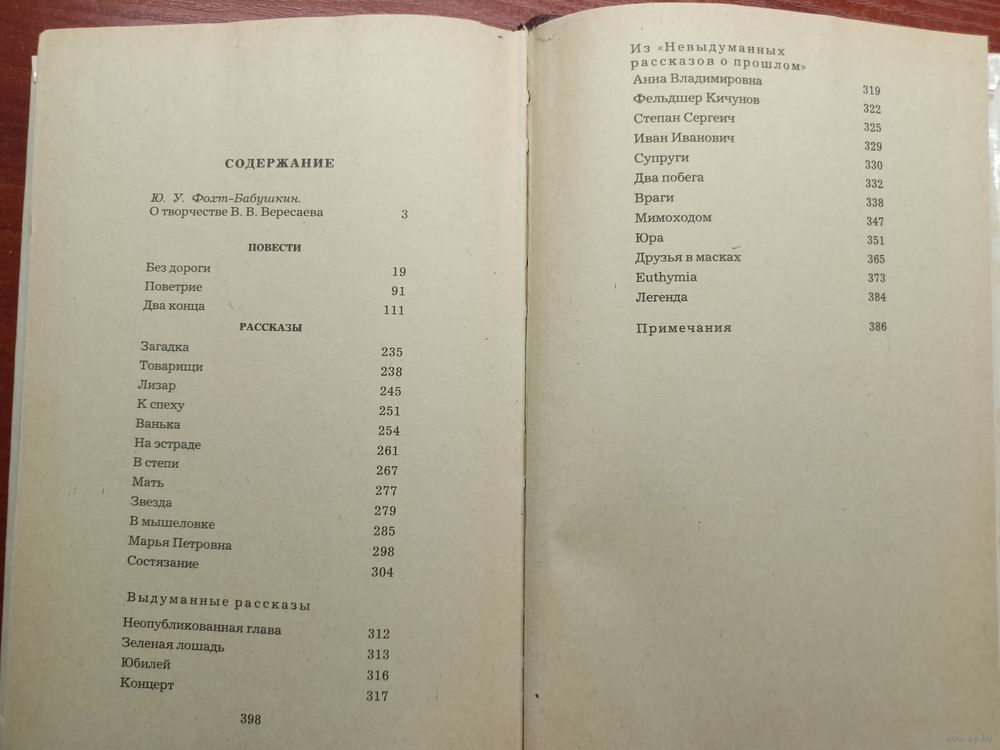 СОДЕРЖАНИЕ
Ю. У. Фохт-Бабушкин.
О творчестве В. В. Вересаева 3
ПОВЕСТИ
Без дороги 19
Поветрие 91
Два конца 111
РАССКАЗЫ
Загадка 235
Товарищи 238
Лизар 245
К спеху 251
Ванька 254
На эстраде 261
В степи 267
Мать 277
Звезда 279
В мышеловке 285
Марья Петровна 298
Состязание 304
Выдуманные рассказы
Неопубликованная глава 312
Зеленая лошадь 313
Юбилей 316
Концерт 317
398
Из «Невыдуманных
рассказов о прошлом»
Анна Владимировна 319
Фельдшер Кичунов 322
Степан Сергеич 325
Иван Иванович 329
Супруги 330
Два побега 332
Враги 338
Мимоходом 347
Юра 351
Друзья в масках 365
Euthymia 373
Легенда 384
Примечания 386
www.ay.by